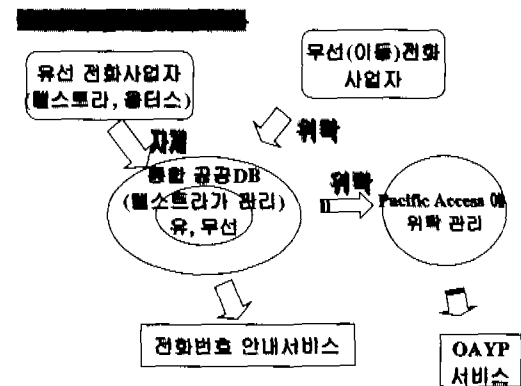 유선 전화사업자
(텔스트라, 옵터스)
무선(이동)전화
사업자
자체
위탁
통합 공공DB
(텔스트라가 관리)
유, 무선
위탁
Pacific Access 에
위탁 관리
전화번호 안내서비스
OAYP
서비스